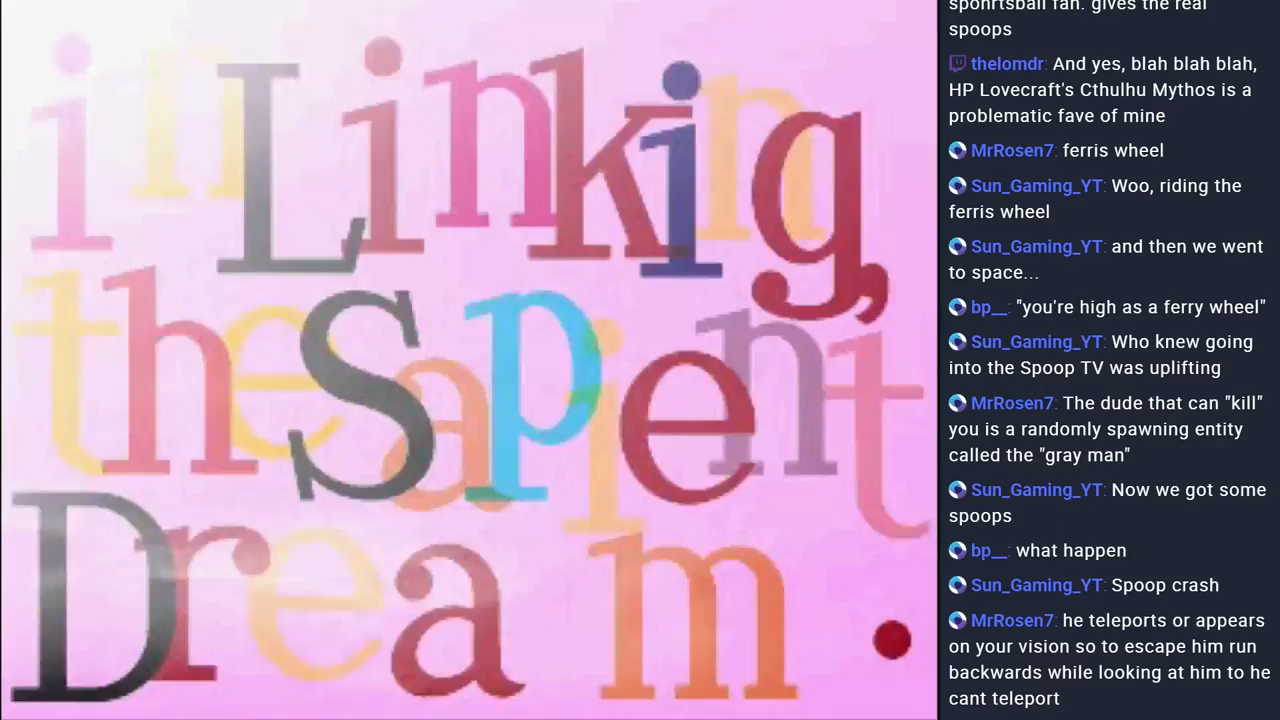 in Linking
the Sapient
Dream.
sponrtsball fan. gives the real
spoops
thelomdr: And yes, blah blah blah,
HP Lovecraft's Cthulhu Mythos is a
problematic fave of mine
MrRosen7: ferris wheel
Sun_Gaming_YT: Woo, riding the
ferris wheel
Sun_Gaming_YT: and then we went
to space...
bp__: "you're high as a ferry wheel"
Sun_Gaming_YT: Who knew going
into the Spoop TV was uplifting
MrRosen7: The dude that can "kill"
you is a randomly spawning entity
called the "gray man"
Sun_Gaming_YT: Now we got some
spoops
bp__: what happen
Sun_Gaming_YT: Spoop crash
MrRosen7: he teleports or appears
on your vision so to escape him run
backwards while looking at him to he
cant teleport